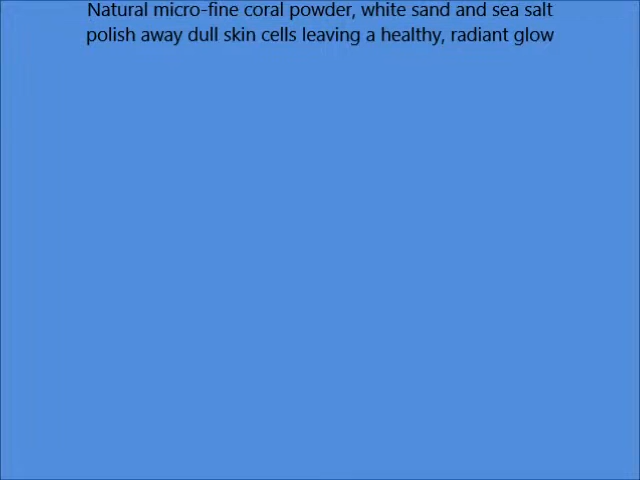 Natural micro-fine coral powder, white sand and sea salt
polish away dull skin cells leaving a healthy, radiant glow